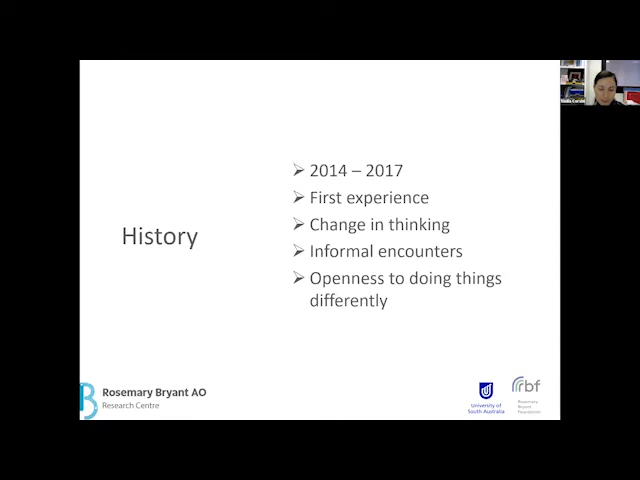 History
2014 – 2017
First experience
Change in thinking
Informal encounters
Openness to doing things
differently
Rosemary Bryant AO
Research Centre
University of
South Australia
rbf
Rosemary
Bryant
Foundation